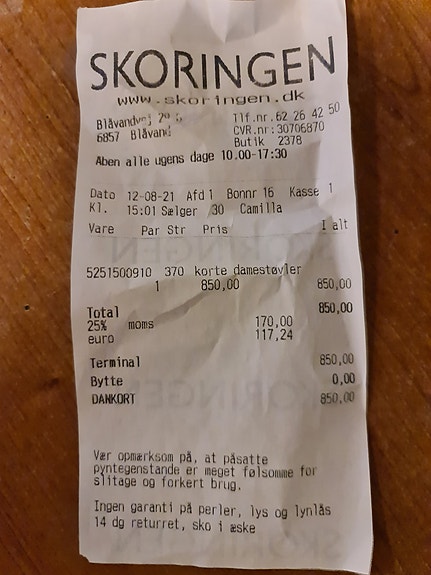 SKORINGEN
www.skoringen.dk
Blåvandvej Tlf.nr.62 26 42 50
6857 Blåvand CVR.nr:30706870
Butik 2378
Aben alle ugens dage 10.00-17:30
Dato 12-08-21 Afd 1 Bonnr 16 Kasse 1
Kl. 15:01 Sælger 30 Camilla
Vare Par Str Pris I alt
5251500910 370 korte damestøvler
1 850,00 850,00
Total 850,00
25% moms 170,00
euro 117,24
Terminal 850,00
Bytte 0,00
DANKORT 850,00
Vær opmærksom på, at påsatte
pyntegenstande er meget følsomme for
slitage og forkert brug.
Ingen garanti på perler, lys og lynlås
14 dg returret, sko i æske